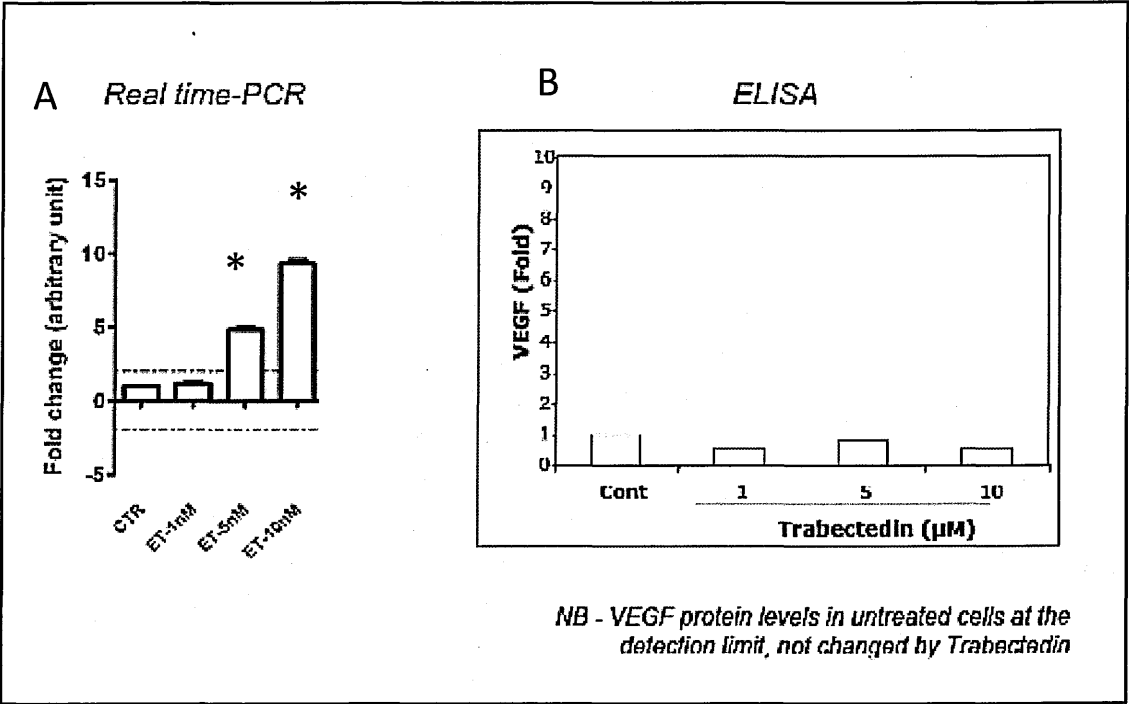 A
Real time-PCR
Fold change (arbitrary unit)
15
10
5
0
-5
*
*
CTR
ET-1nM
ET-5nM
ET-10nM
B
ELISA
VEGF (Fold)
10
9
8
7
6
5
4
3
2
1
0
Cont
1
5
10
Trabectedin (µM)
NB - VEGF protein levels in untreated cells at the
detection limit, not changed by Trabectedin